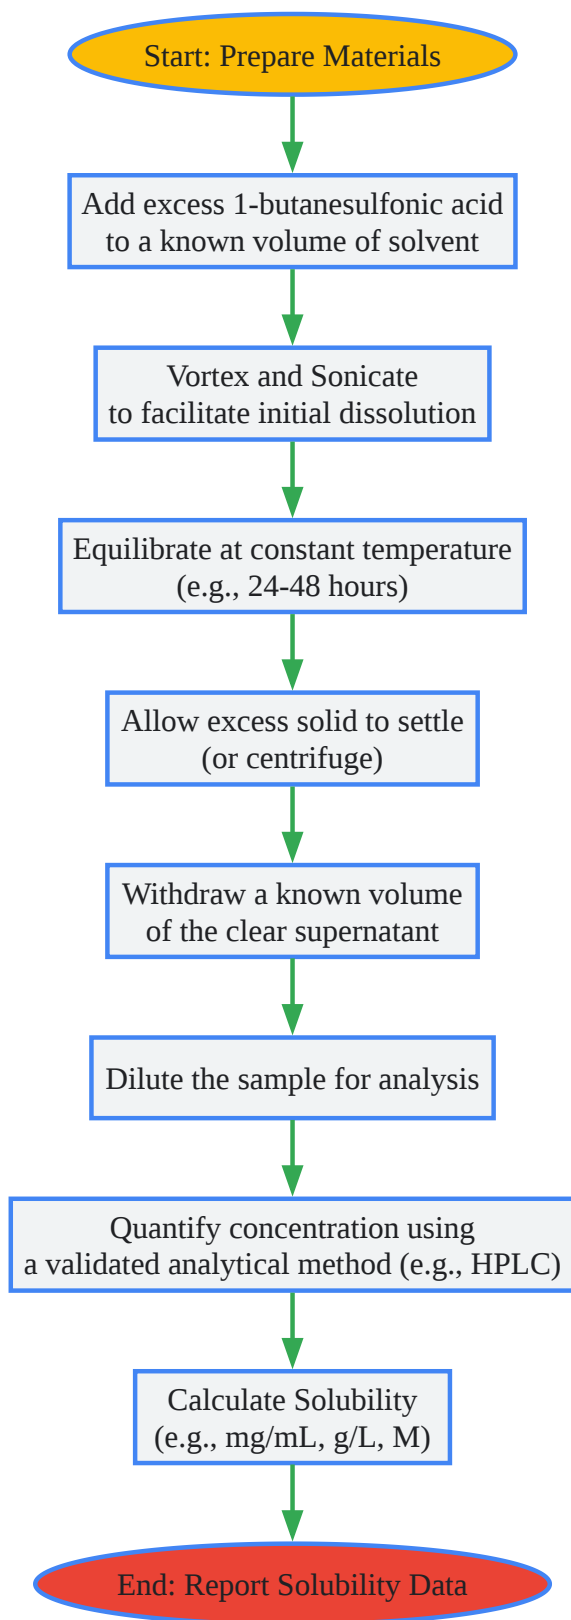 Start: Prepare Materials
Add excess 1-butanesulfonic acid
to a known volume of solvent
Vortex and Sonicate
to facilitate initial dissolution
Equilibrate at constant temperature
(e.g., 24-48 hours)
Allow excess solid to settle
(or centrifuge)
Withdraw a known volume
of the clear supernatant
Dilute the sample for analysis
Quantify concentration using
a validated analytical method (e.g., HPLC)
Calculate Solubility
(e.g., mg/mL, g/L, M)
End: Report Solubility Data